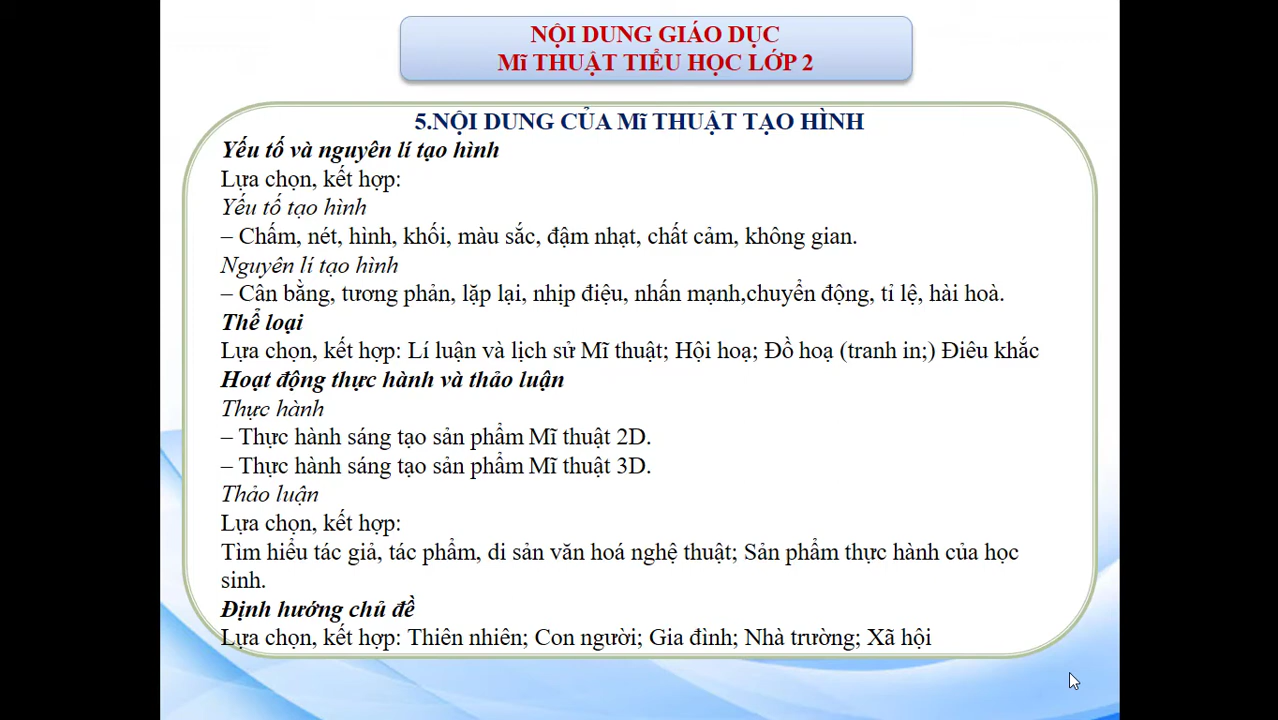 NỘI DUNG GIÁO DỤC
Mĩ THUẬT TIỂU HỌC LỚP 2
5.NỘI DUNG CỦA Mĩ THUẬT TẠO HÌNH
Yếu tố và nguyên lí tạo hình
Lựa chọn, kết hợp:
Yếu tố tạo hình
– Chấm, nét, hình, khối, màu sắc, đậm nhạt, chất cảm, không gian.
Nguyên lí tạo hình
– Cân bằng, tương phản, lặp lại, nhịp điệu, nhấn mạnh,chuyển động, tỉ lệ, hài hoà.
Thể loại
Lựa chọn, kết hợp: Lí luận và lịch sử Mĩ thuật; Hội hoạ; Đồ hoạ (tranh in;) Điêu khắc
Hoạt động thực hành và thảo luận
Thực hành
– Thực hành sáng tạo sản phẩm Mĩ thuật 2D.
– Thực hành sáng tạo sản phẩm Mĩ thuật 3D.
Thảo luận
Lựa chọn, kết hợp:
Tìm hiểu tác giả, tác phẩm, di sản văn hoá nghệ thuật; Sản phẩm thực hành của học
sinh.
Định hướng chủ đề
Lựa chọn, kết hợp: Thiên nhiên; Con người; Gia đình; Nhà trường; Xã hội